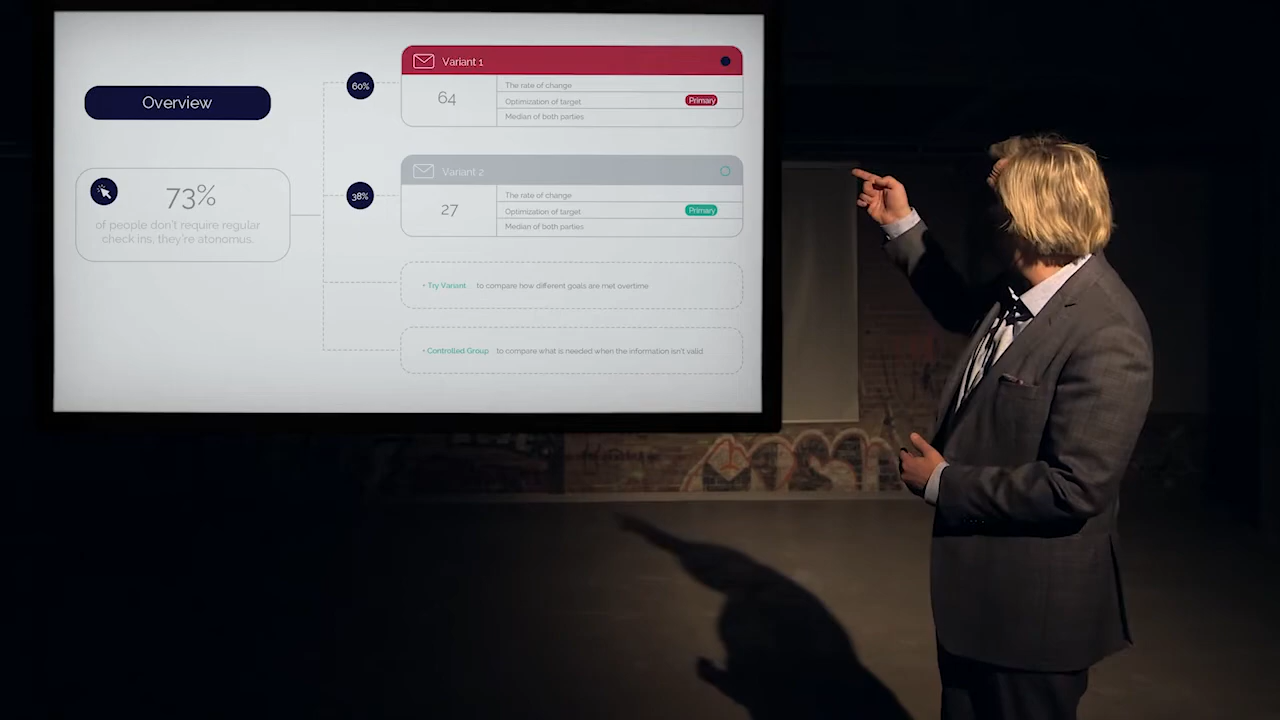 Overview
73%
of people don't require regular
check ins, they're atonomus.
60%
Variant 1
64
The rate of change
Optimization of target
Primary
Median of both parties
38%
Variant 2
27
The rate of change
Optimization of target
Primary
Median of both parties
+ Try Variant to compare how different goals are met overtime
+ Controlled Group to compare what is needed when the information isn't valid